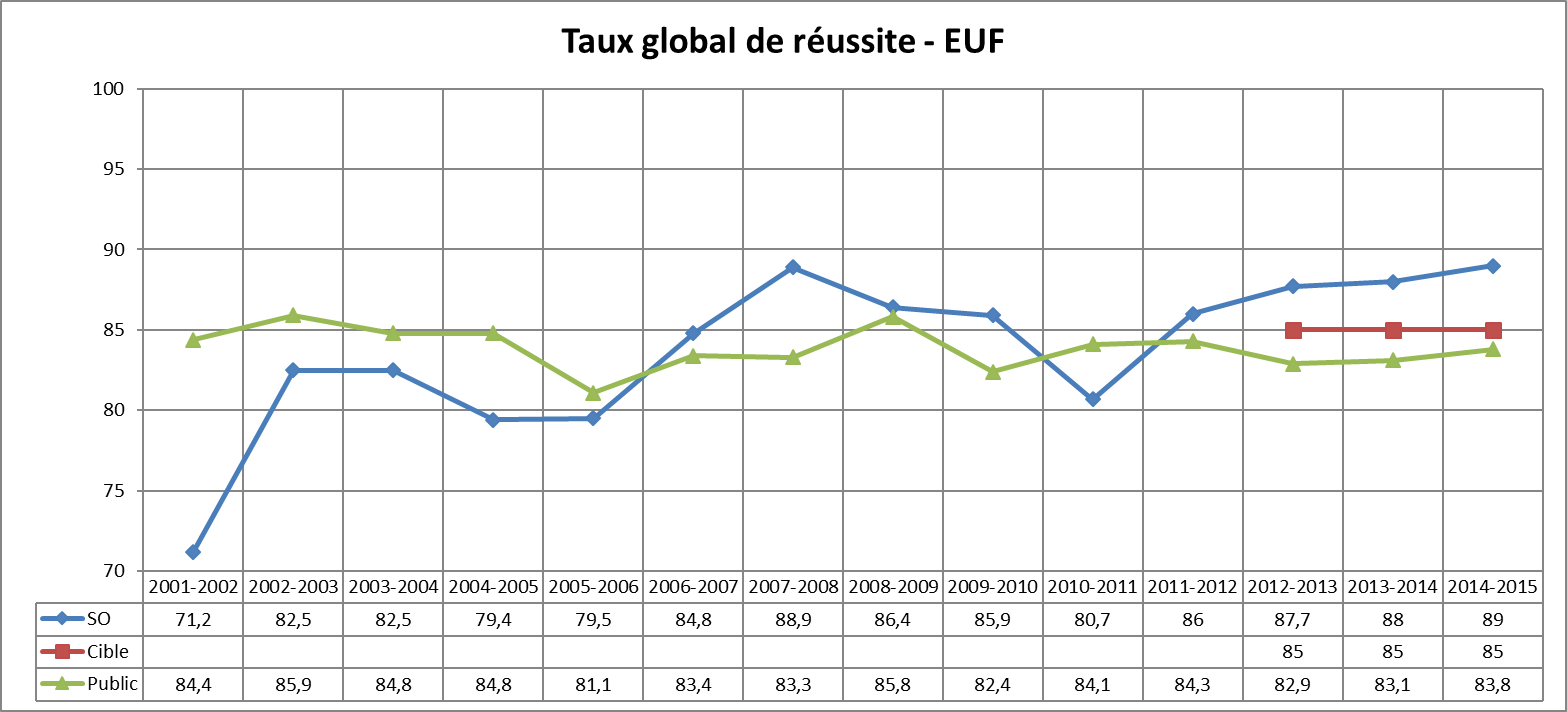 Taux global de réussite - EUF
100
95
90
85
80
75
70
2001-2002 2002-2003 2003-2004 2004-2005 2005-2006 2006-2007 2007-2008 2008-2009 2009-2010 2010-2011 2011-2012 2012-2013 2013-2014 2014-2015
SO 71,2 82,5 82,5 79,4 79,5 84,8 88,9 86,4 85,9 80,7 86 87,7 88 89
Cible 85 85 85
Public 84,4 85,9 84,8 84,8 81,1 83,4 83,3 85,8 82,4 84,1 84,3 82,9 83,1 83,8